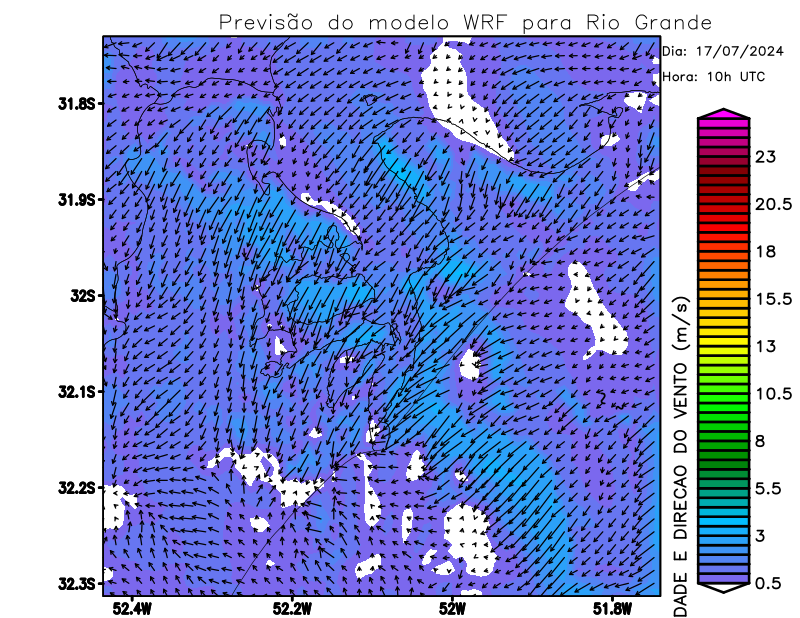 Previsão do modelo WRF para Rio Grande
Dia: 17/07/2024
Hora: 10h UTC
31.8S
31.9S
32S
32.1S
32.2S
32.3S
52.4W
52.2W
52W
51.8W
23
20.5
18
15.5
13
10.5
8
5.5
3
0.5
DADE E DIRECAO DO VENTO (m/s)